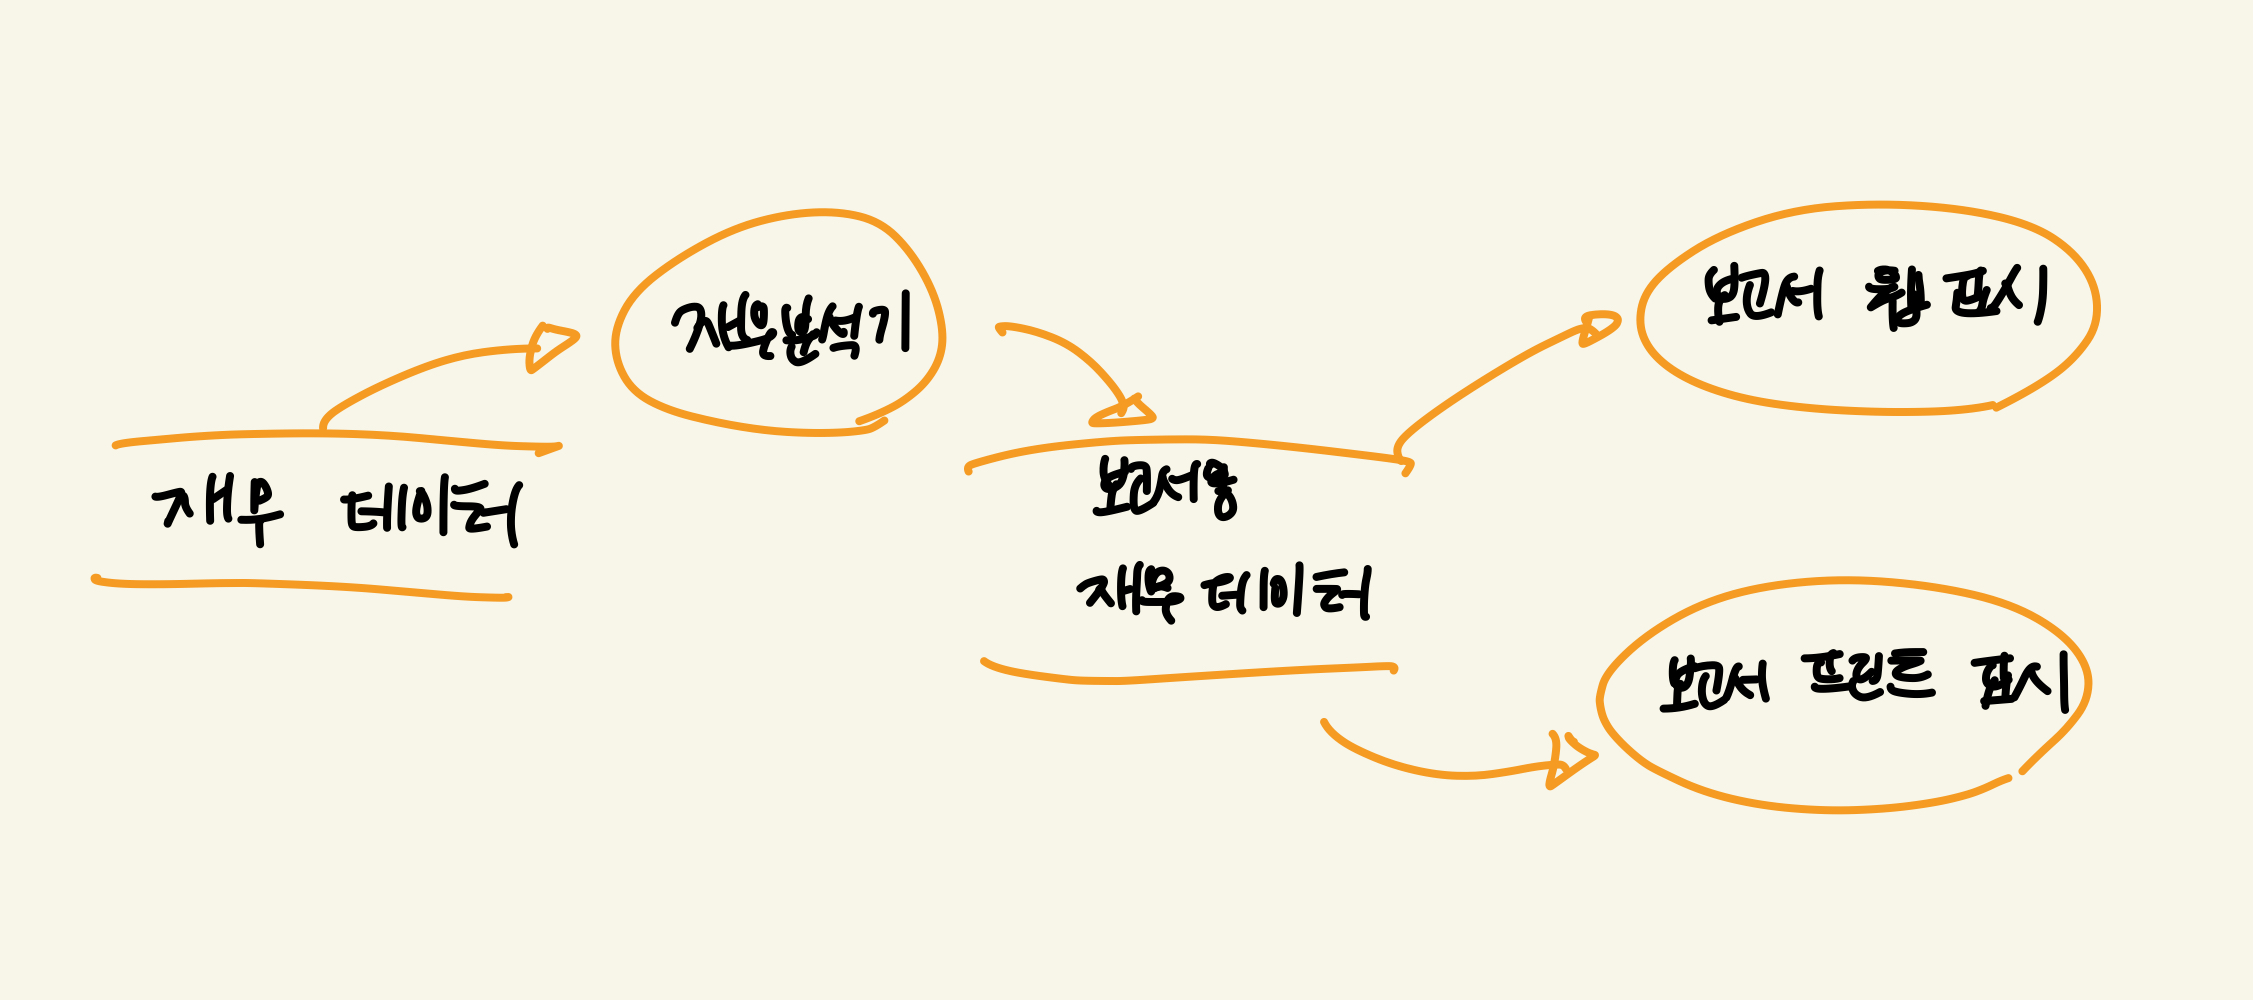 재무 데이터
재무분석기
보고서용
재무 데이터
보고서 웹 표시
보고서 프린트 표시